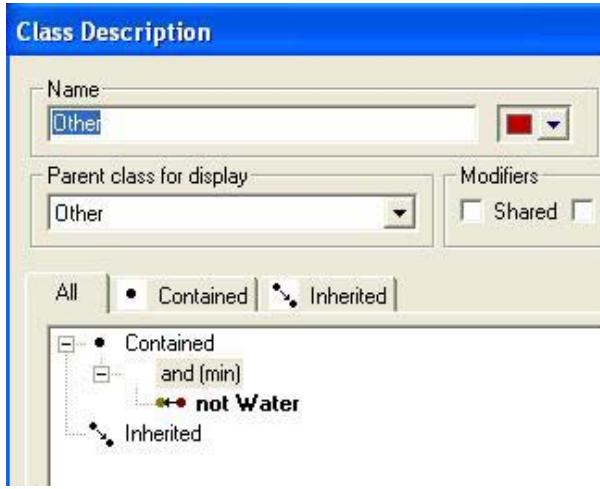 Class Description
Name
Other
Parent class for display
Modifiers
Other
Shared
All
Contained
Inherited
Contained
and (min)
not Water
Inherited